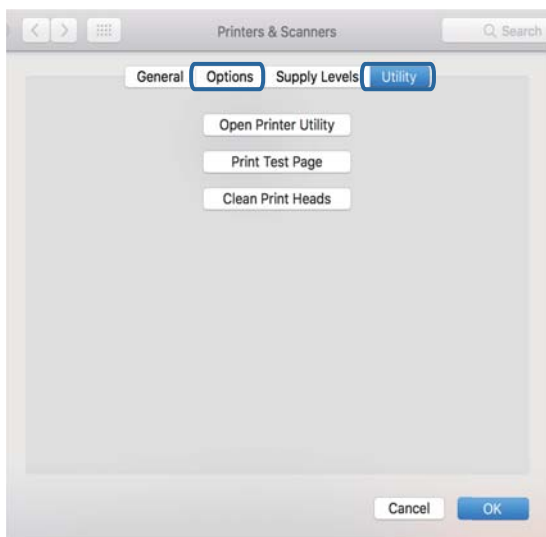 Printers & Scanners Search
General Options Supply Levels Utility
Open Printer Utility
Print Test Page
Clean Print Heads
Cancel OK